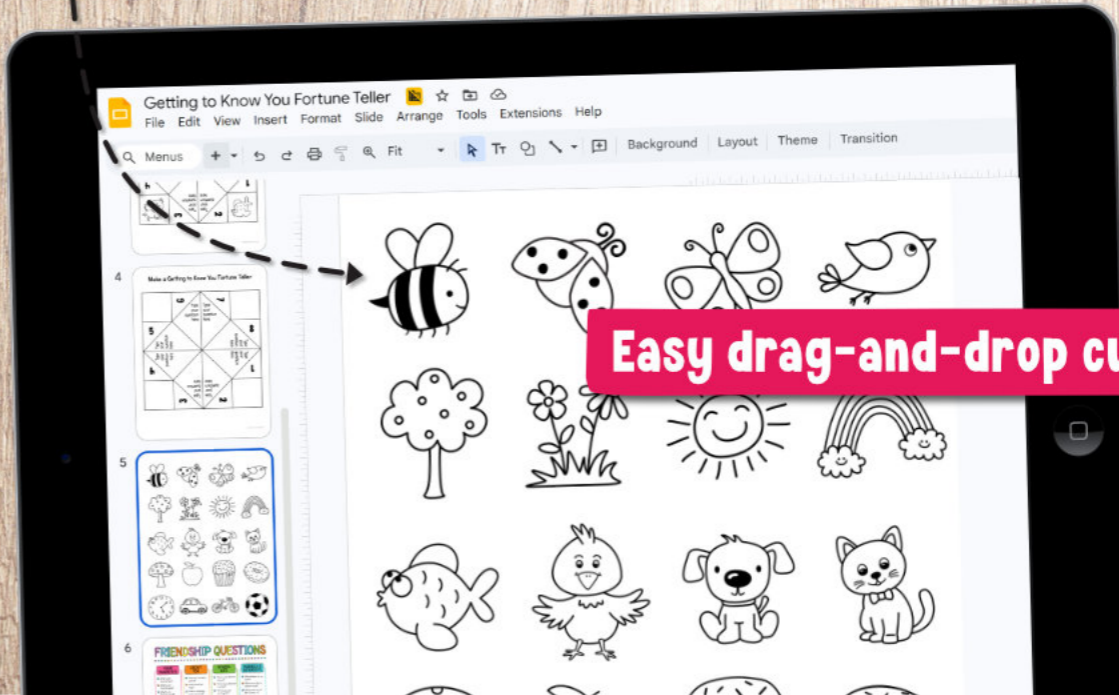 Getting to Know You Fortune Teller
File Edit View Insert Format Slide Arrange Tools Extensions Help
Menus
Fit
Background Layout Theme Transition
4
Make a Getting to Know You Fortune Teller
Easy drag-and-drop cu
5
6
FRIENDSHIP QUESTIONS